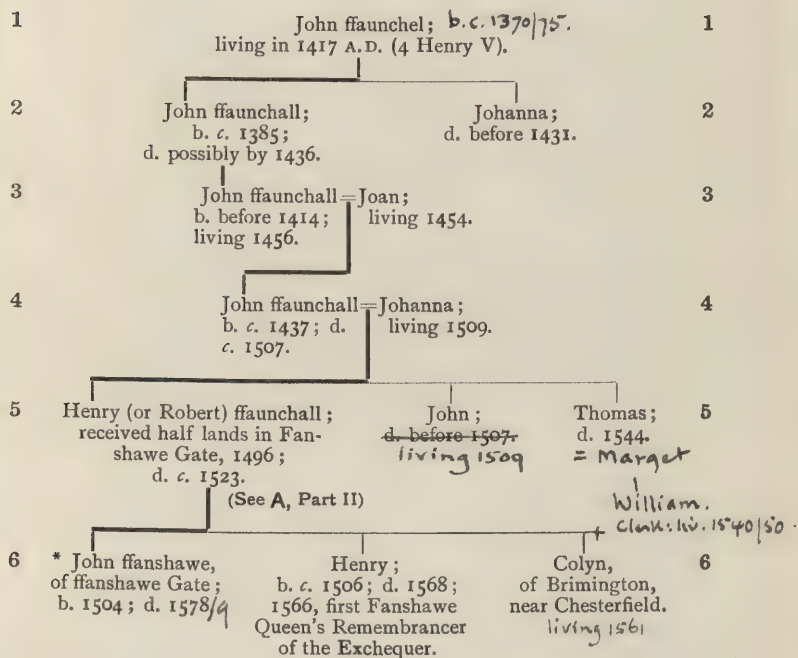 1 John ffaunchel; b.c. 1370/75. 1
living in 1417 A.D. (4 Henry V).
2 John ffaunchall; Johanna; 2
b. c. 1385; d. before 1431.
d. possibly by 1436.
3 John ffaunchall=Joan; 3
b. before 1414; living 1454.
living 1456.
4 John ffaunchall=Johanna; 4
b. c. 1437; d. living 1509.
c. 1507.
5 Henry (or Robert) ffaunchall; John; Thomas; 5
received half lands in Fan- d. before 1507. d. 1544.
shawe Gate, 1496; living 1509 = Marget
d. c. 1523.
(See A, Part II) William.
Clerk: liv. 1540/50.
6 * John ffanshawe, Henry; Colyn, 6
of ffanshawe Gate; b. c. 1506; d. 1568; of Brimington,
b. 1504; d. 1578/9 1566, first Fanshawe near Chesterfield.
Queen's Remembrancer living 1561
of the Exchequer.